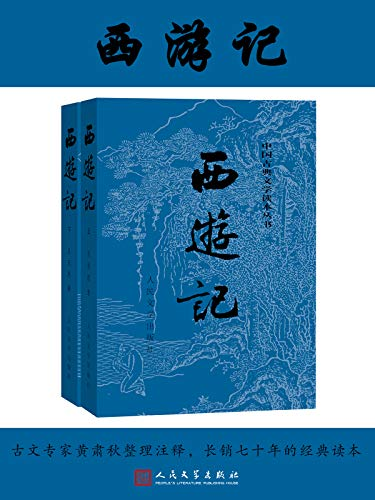 西游记
中国古典文学读本丛书
西遊記
人民文学出版社
西遊記
西遊記
古文专家黄肃秋整理注释，长销七十年的经典读本
人民文学出版社
PEOPLE'S LITERATURE PUBLISHING HOUSE